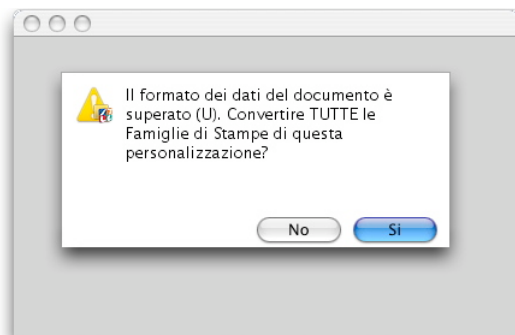 Il formato dei dati del documento è
superato (U). Convertire TUTTE le
Famiglie di Stampe di questa
personalizzazione?
No
Si